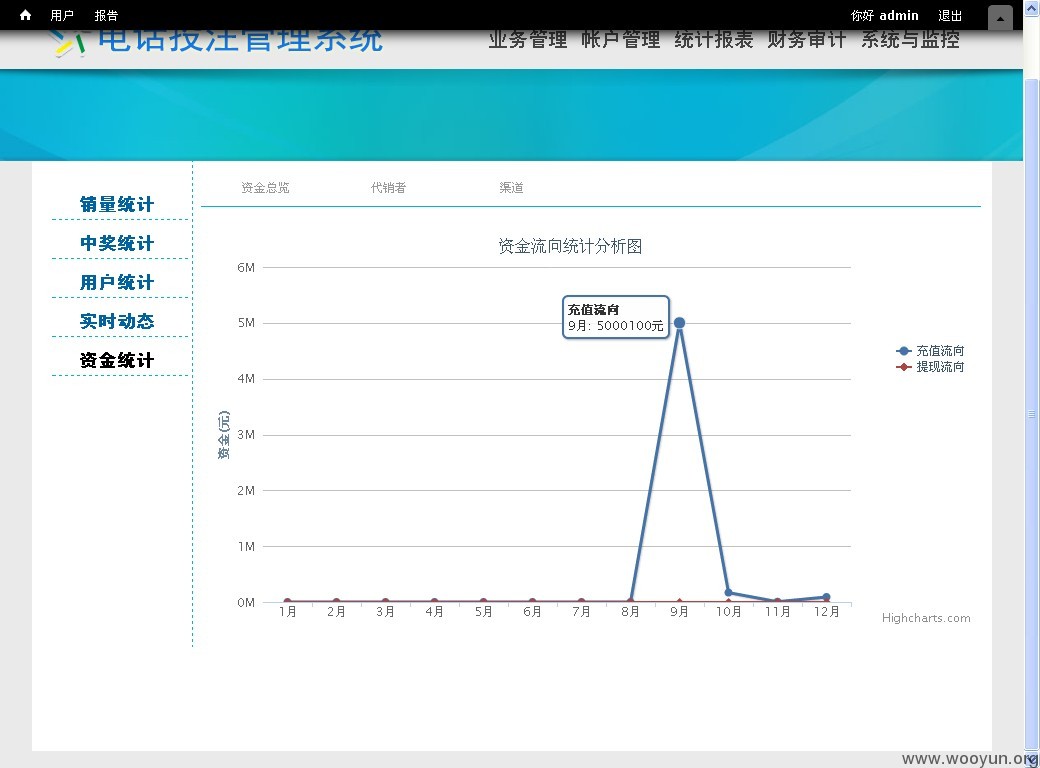 用户 报告 你好 admin 退出
电话投注管理系统
业务管理 帐户管理 统计报表 财务审计 系统与监控
资金总览 代销者 渠道
销量统计
中奖统计
用户统计
实时动态
资金统计
资金流向统计分析图
6M
5M
4M
3M
2M
1M
0M
资金(元)
充值流向
9月: 5000100元
充值流向
提现流向
1月 2月 3月 4月 5月 6月 7月 8月 9月 10月 11月 12月
Highcharts.com
www.wooyun.org